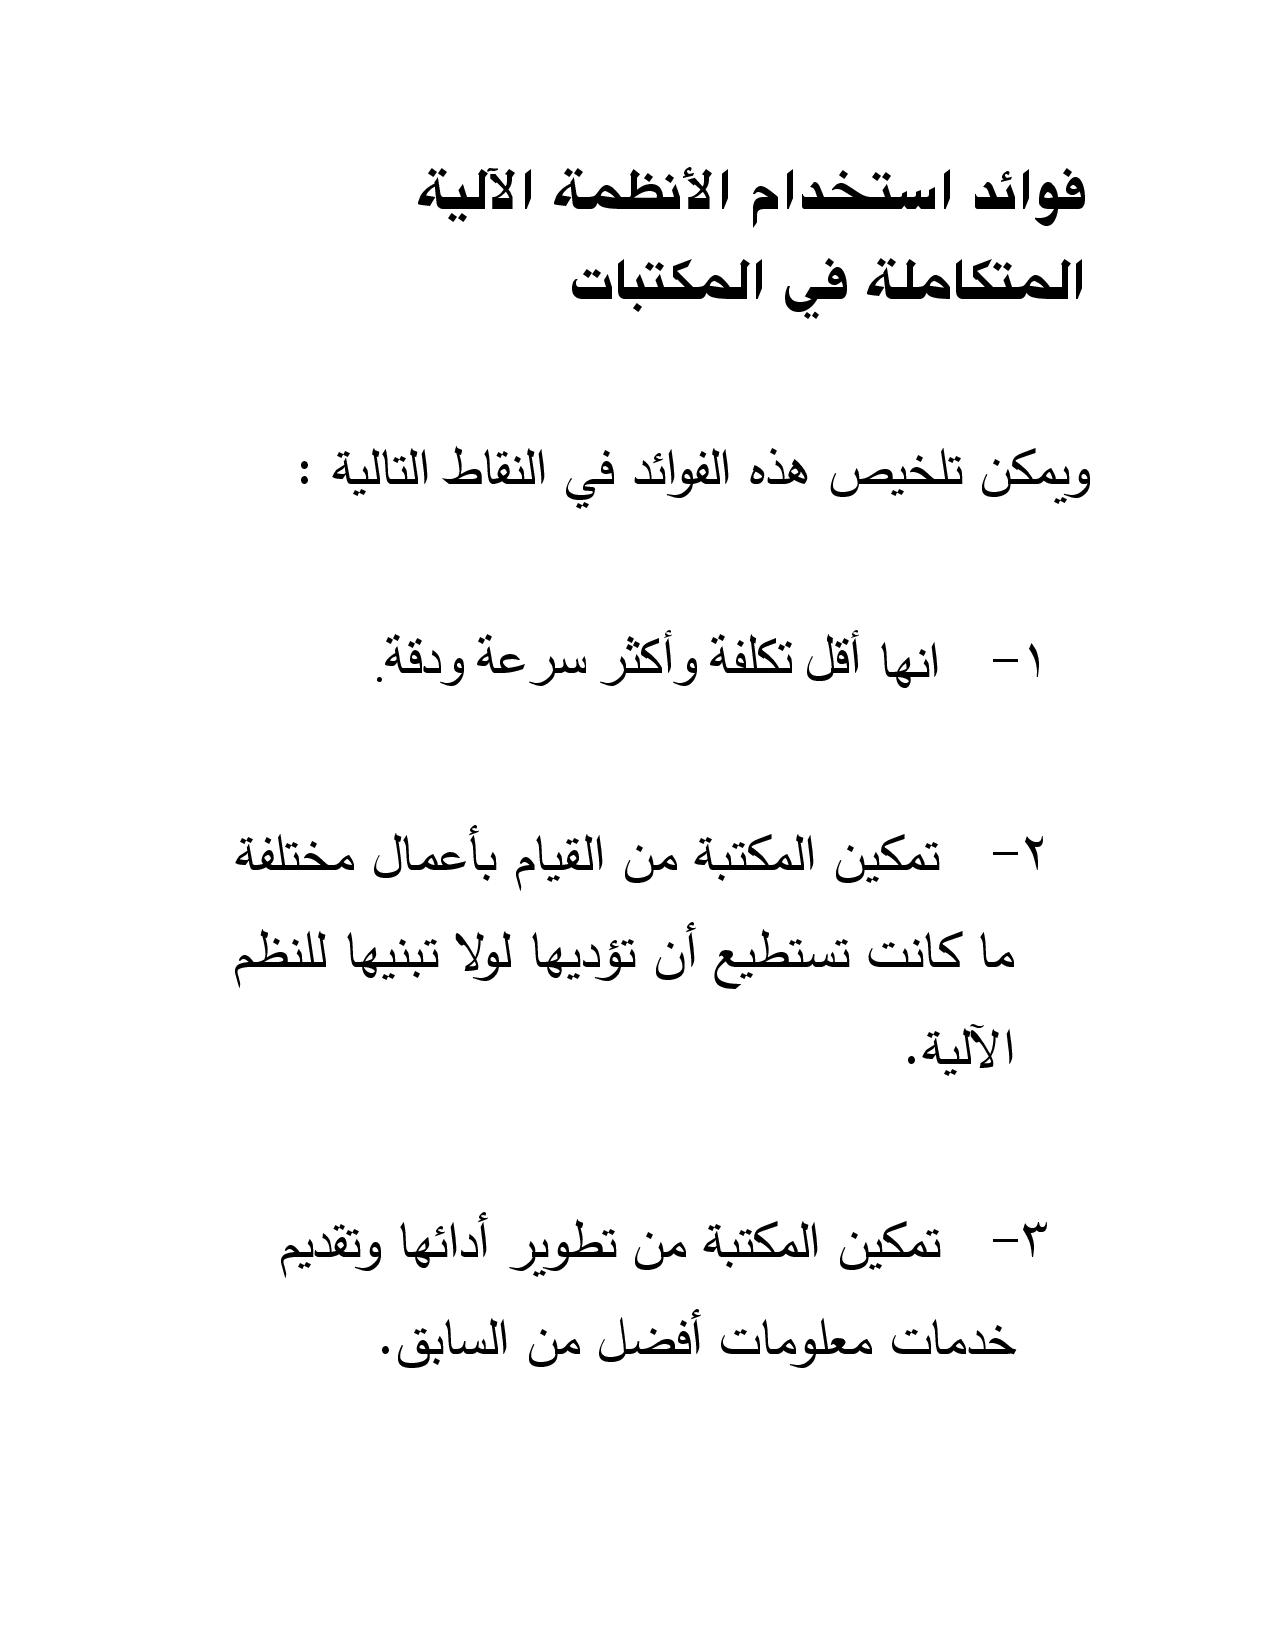 فوائد استخدام الأنظمة الآلية
المتكاملة في المكتبات
ويمكن تلخيص هذه الفوائد في النقاط التالية :
١- انها أقل تكلفة وأكثر سرعة ودقة.
٢- تمكين المكتبة من القيام بأعمال مختلفة
ما كانت تستطيع أن تؤديها لولا تبنيها للنظم
الآلية.
٣- تمكين المكتبة من تطوير أدائها وتقديم
خدمات معلومات أفضل من السابق.